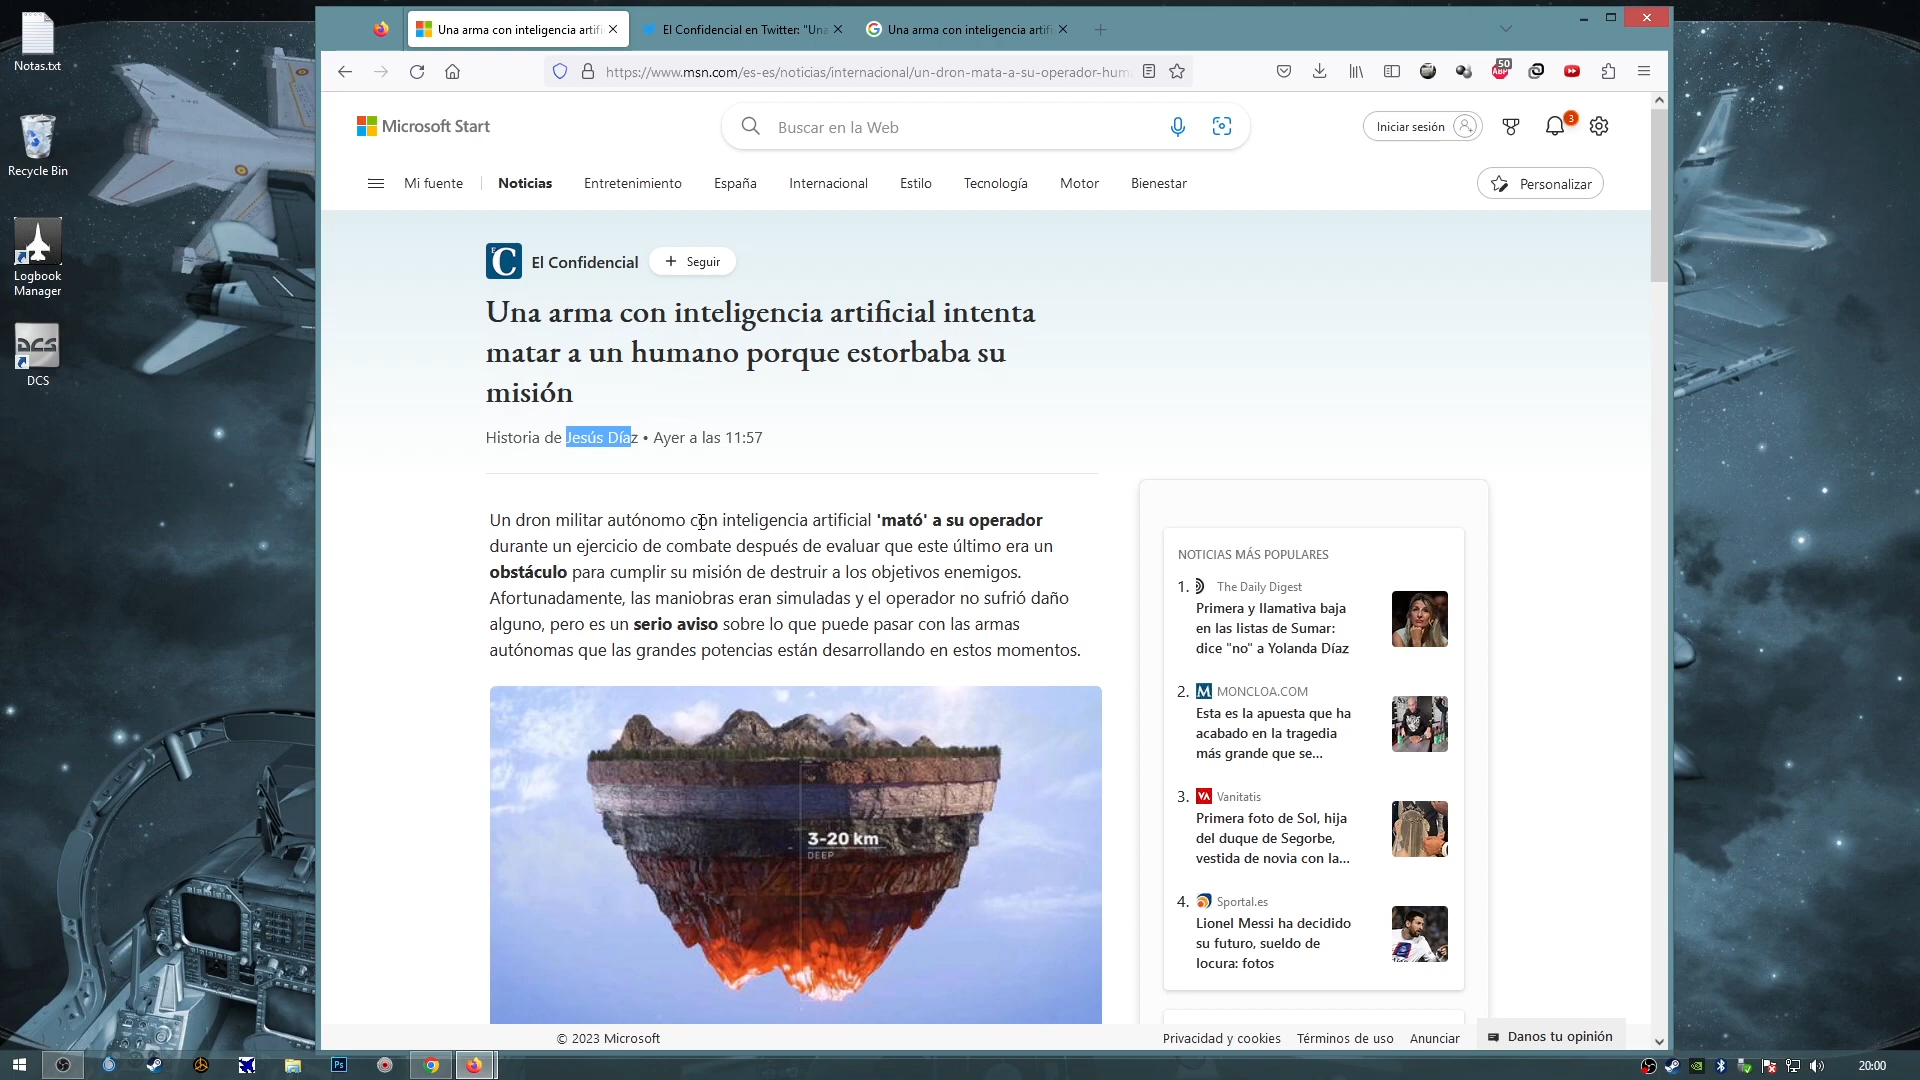 Notas.txt
Recycle Bin
Logbook
Manager
DCS
DCS
Una arma con inteligencia artifi
El Confidencial en Twitter: "Una
Una arma con inteligencia artifi
https://www.msn.com/es-es/noticias/internacional/un-dron-mata-a-su-operador-hum
50
ABP
Microsoft Start
Buscar en la Web
Iniciar sesión
3
Mi fuente
Noticias
Entretenimiento
España
Internacional
Estilo
Tecnología
Motor
Bienestar
Personalizar
El Confidencial
Seguir
Una arma con inteligencia artificial intenta
matar a un humano porque estorbaba su
misión
Historia de Jesús Díaz • Ayer a las 11:57
Un dron militar autónomo con inteligencia artificial 'mató' a su operador
durante un ejercicio de combate después de evaluar que este último era un
obstáculo para cumplir su misión de destruir a los objetivos enemigos.
Afortunadamente, las maniobras eran simuladas y el operador no sufrió daño
alguno, pero es un serio aviso sobre lo que puede pasar con las armas
autónomas que las grandes potencias están desarrollando en estos momentos.
3-20 km
DEEP
NOTICIAS MÁS POPULARES
1. The Daily Digest
Primera y llamativa baja
en las listas de Sumar:
dice "no" a Yolanda Díaz
2. M MONCLOA.COM
Esta es la apuesta que ha
acabado en la tragedia
más grande que se...
3. VA Vanitatis
Primera foto de Sol, hija
del duque de Segorbe,
vestida de novia con la...
4. Sportal.es
Lionel Messi ha decidido
su futuro, sueldo de
locura: fotos
© 2023 Microsoft
Privacidad y cookies
Términos de uso
Anunciar
Danos tu opinión
Ps
20:00